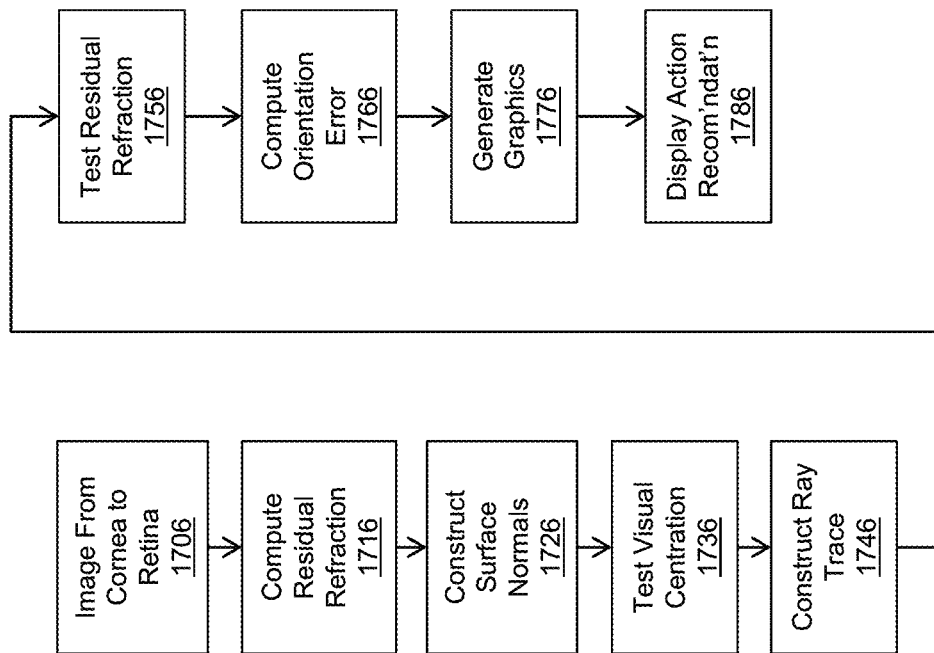 Image From
Cornea to
Retina
1706
Compute
Residual
Refraction
1716
Construct
Surface
Normals
1726
Test Visual
Centration
1736
Construct Ray
Trace
1746
Test Residual
Refraction
1756
Compute
Orientation
Error
1766
Generate
Graphics
1776
Display Action
Recom'ndat'n
1786